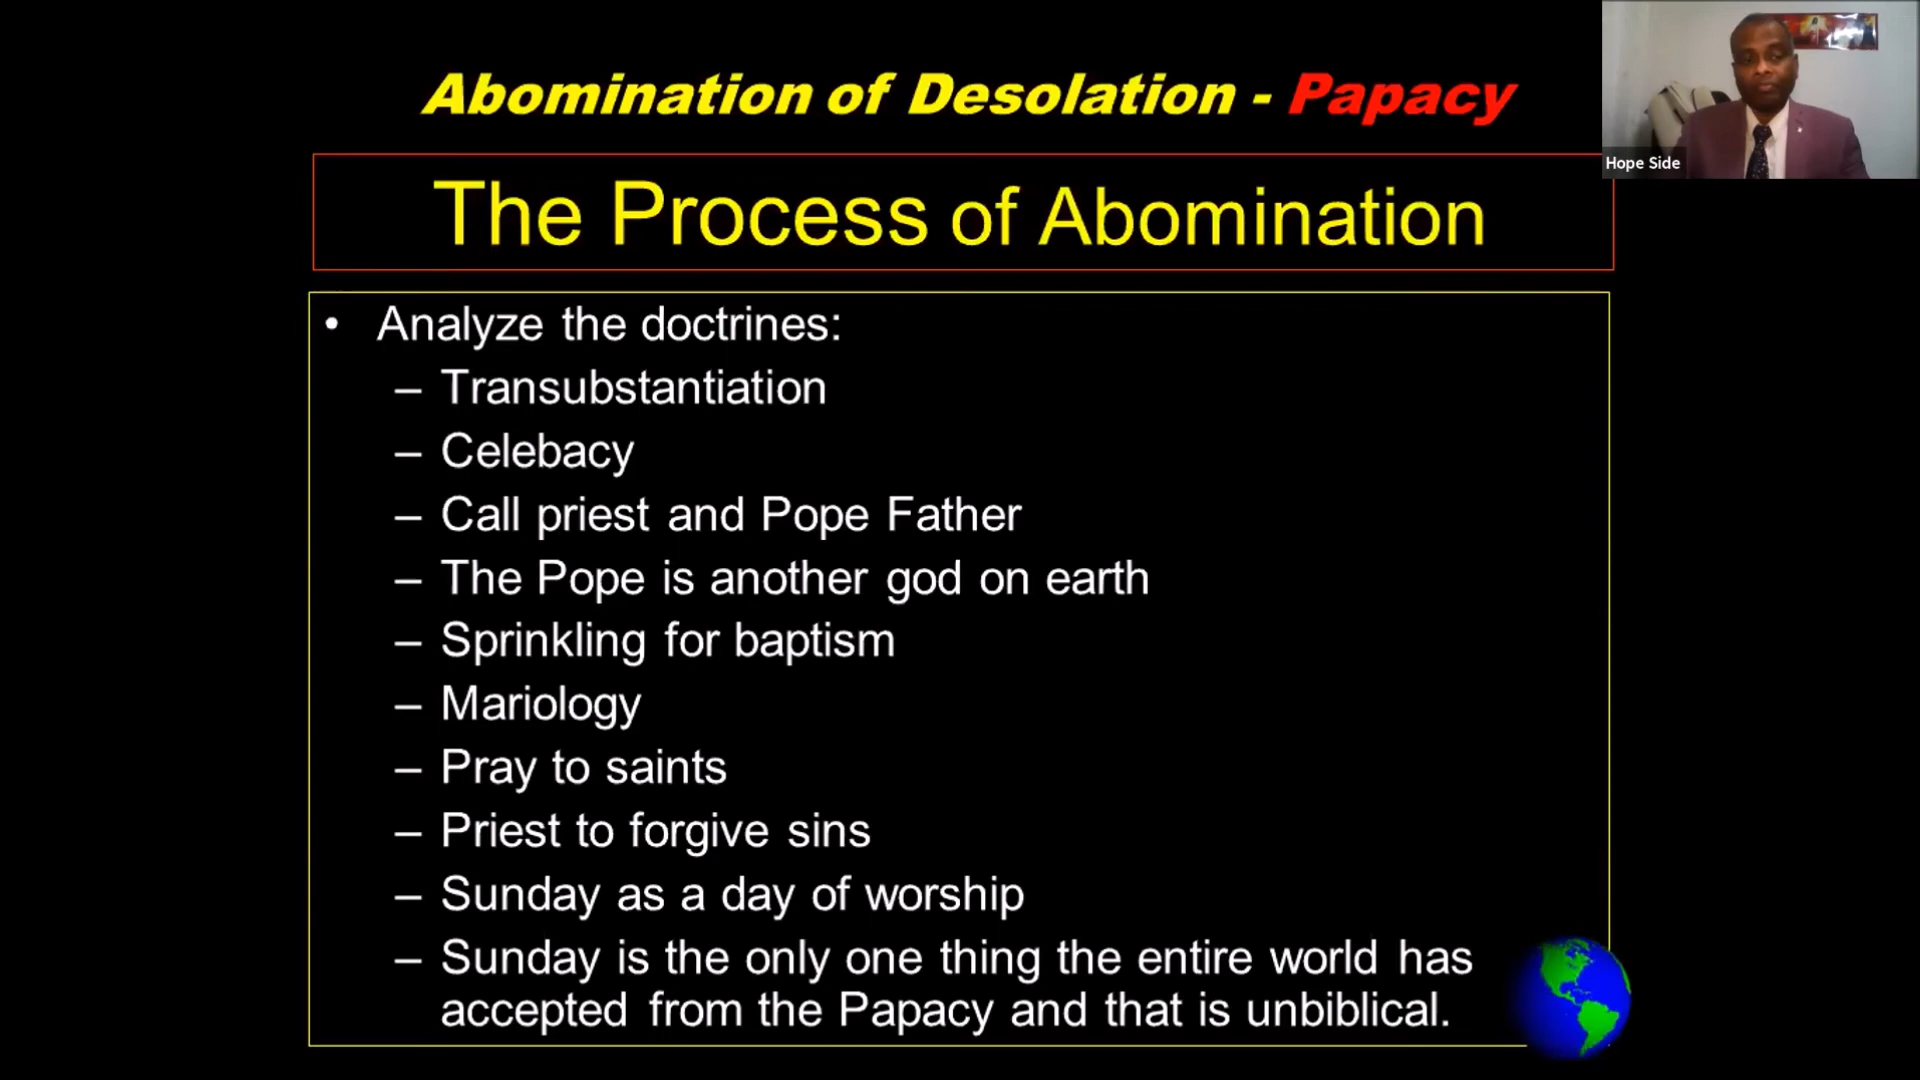 Abomination of Desolation - Papacy
Hope Side
The Process of Abomination
• Analyze the doctrines:
– Transubstantiation
– Celebacy
– Call priest and Pope Father
– The Pope is another god on earth
– Sprinkling for baptism
– Mariology
– Pray to saints
– Priest to forgive sins
– Sunday as a day of worship
– Sunday is the only one thing the entire world has
accepted from the Papacy and that is unbiblical.